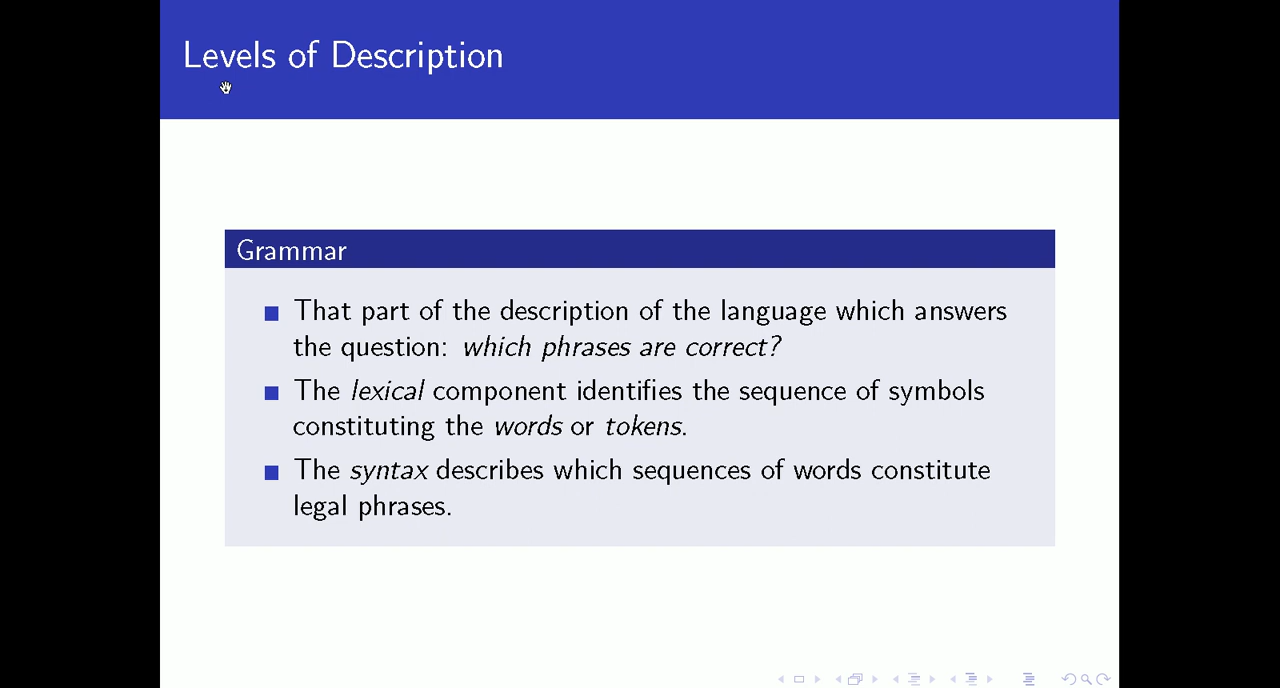 Levels of Description
Grammar
That part of the description of the language which answers
the question: which phrases are correct?
The lexical component identifies the sequence of symbols
constituting the words or tokens.
The syntax describes which sequences of words constitute
legal phrases.